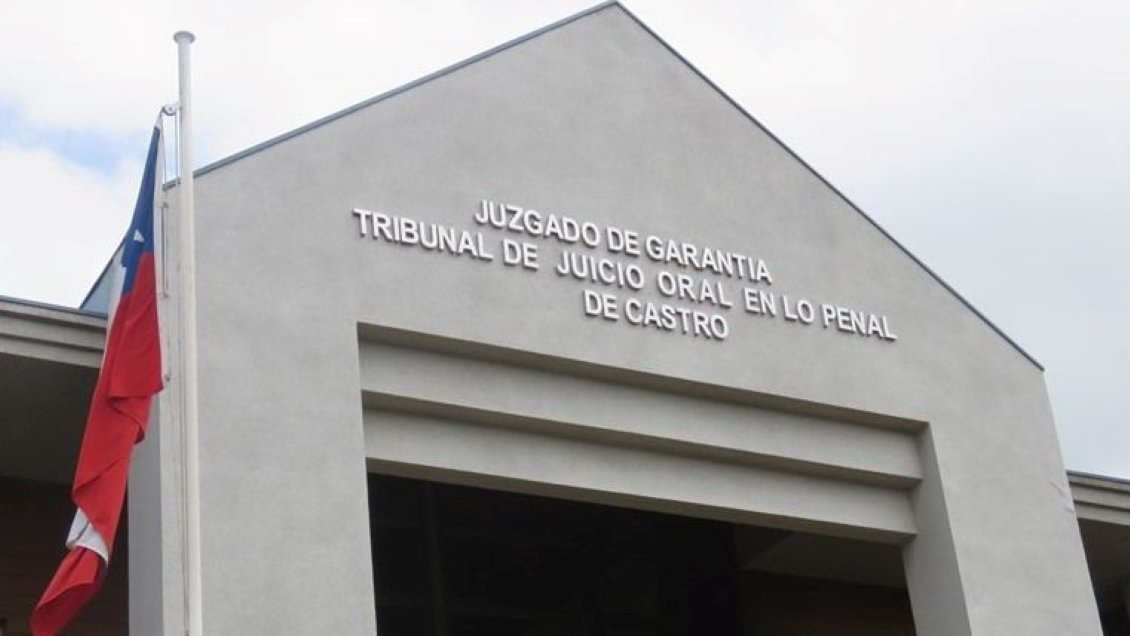 JUZGADO DE GARANTIA
TRIBUNAL DE JUICIO ORAL EN LO PENAL
DE CASTRO